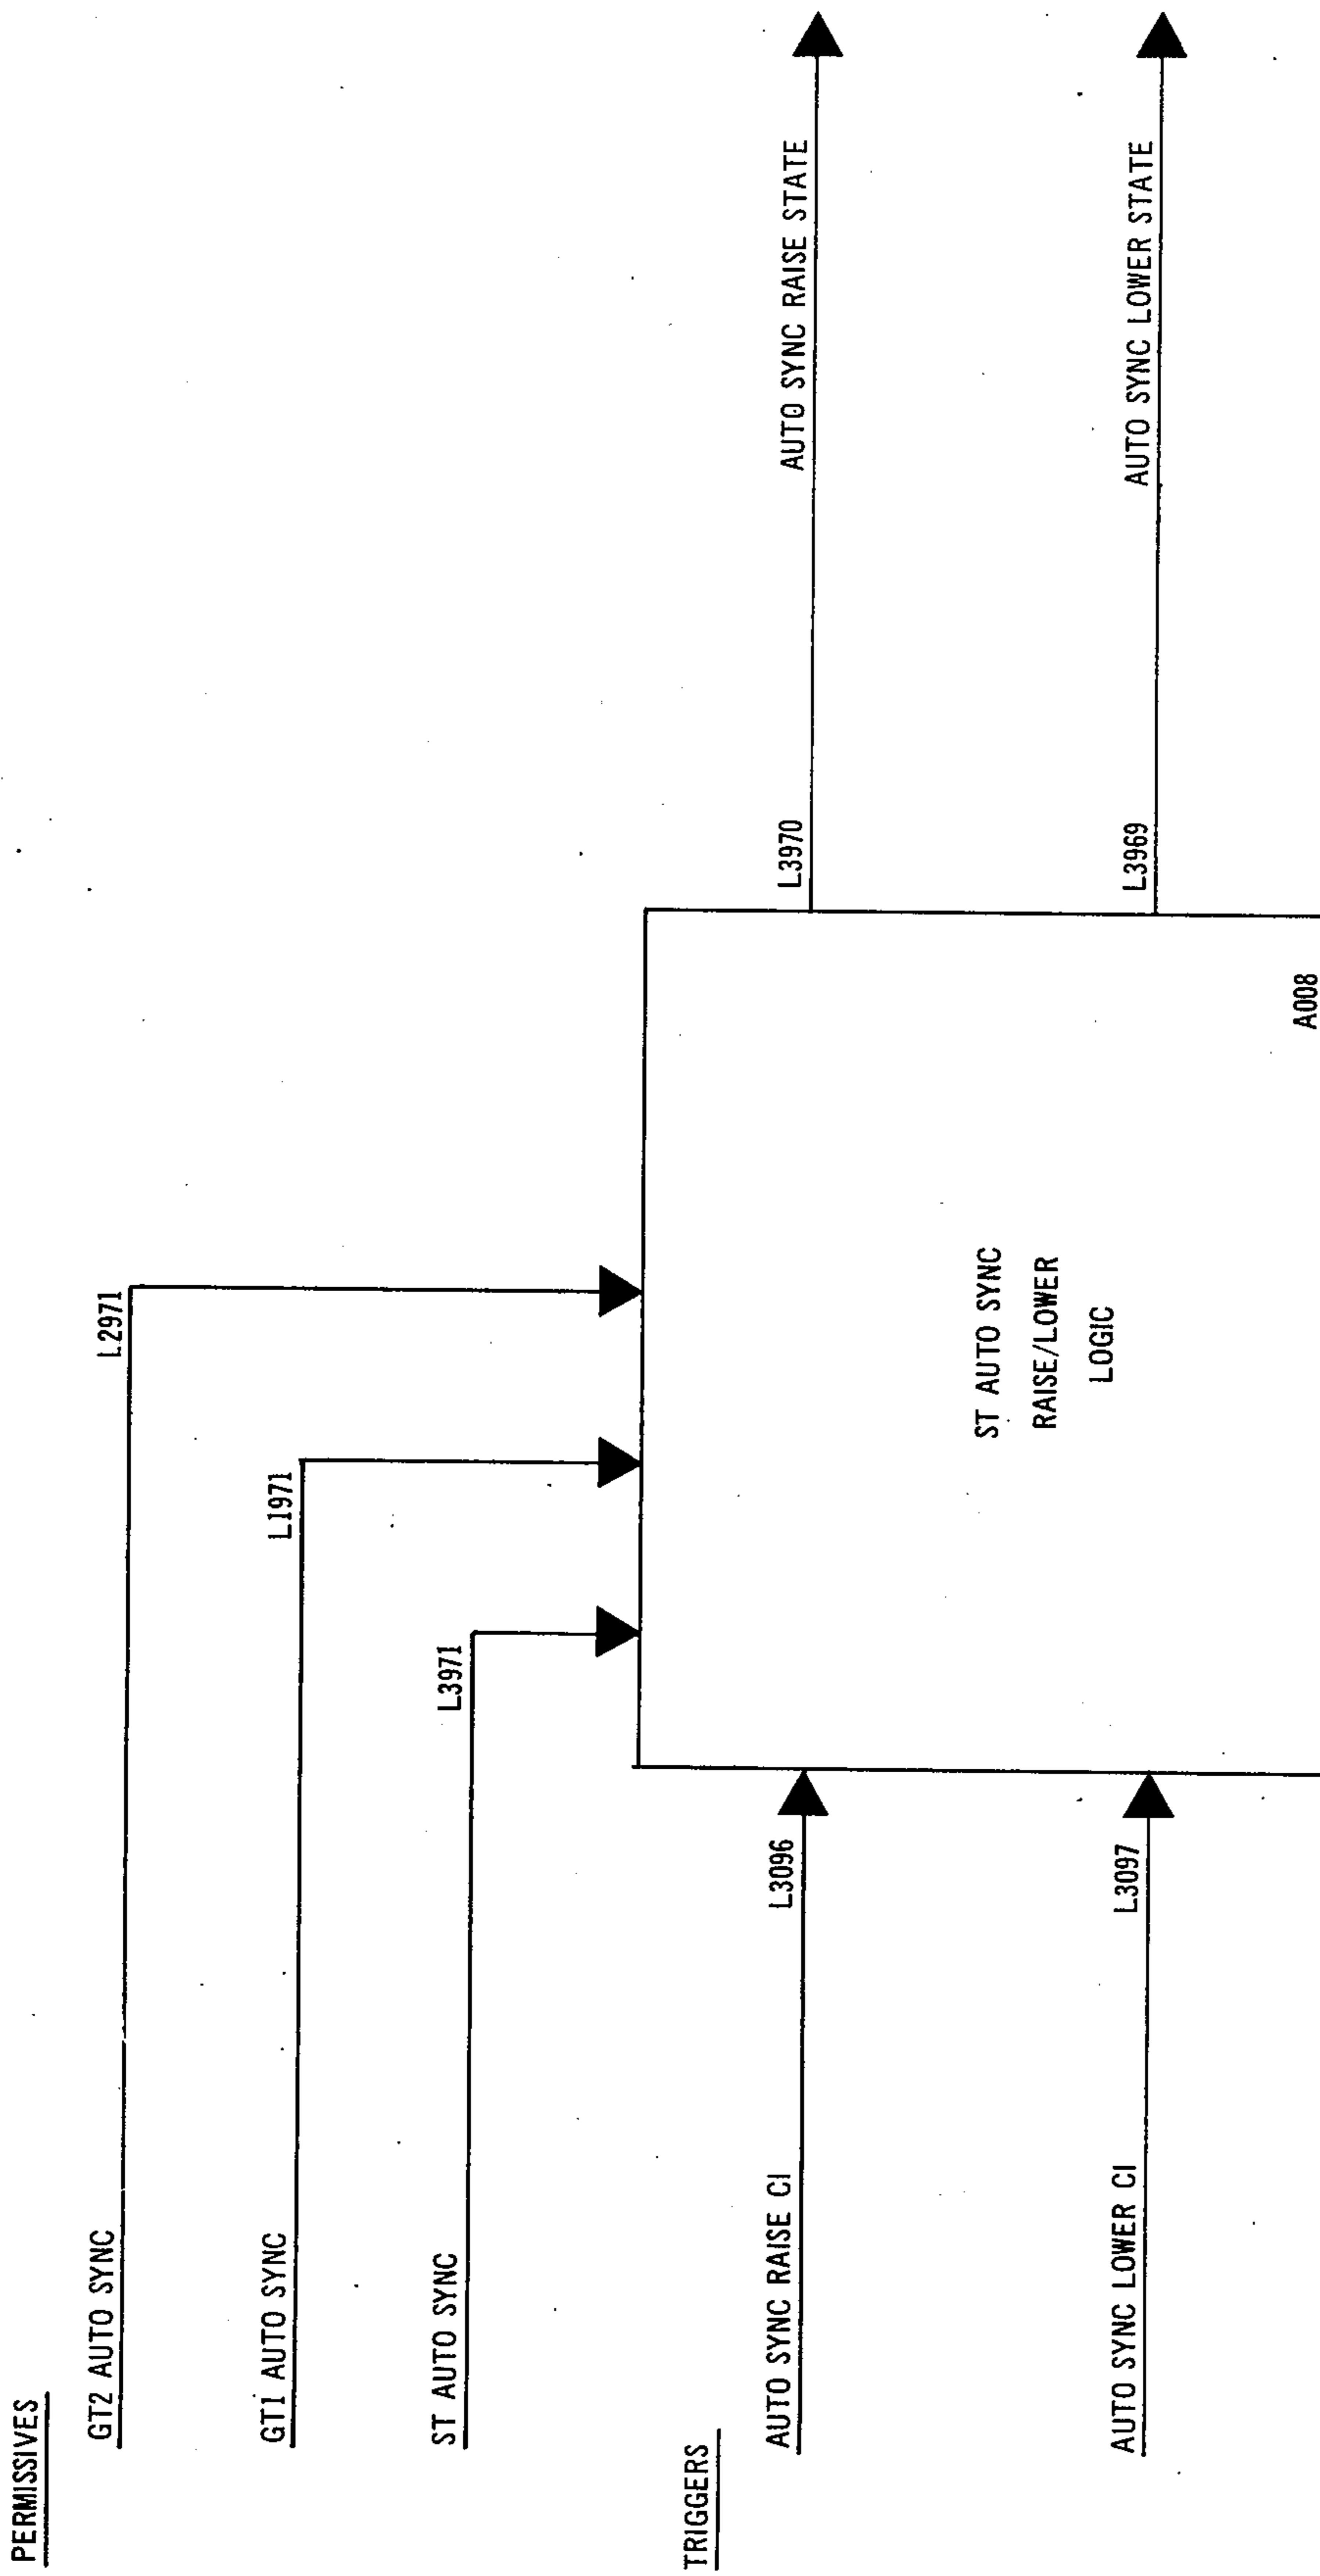 PERMISSIVES
GT2 AUTO SYNC
L2971
GT1 AUTO SYNC
L1971
ST AUTO SYNC
L3971
TRIGGERS
AUTO SYNC RAISE CI
L3096
AUTO SYNC LOWER CI
L3097
ST AUTO SYNC
RAISE/LOWER
LOGIC
A008
L3970
AUTO SYNC RAISE STATE
L3969
AUTO SYNC LOWER STATE